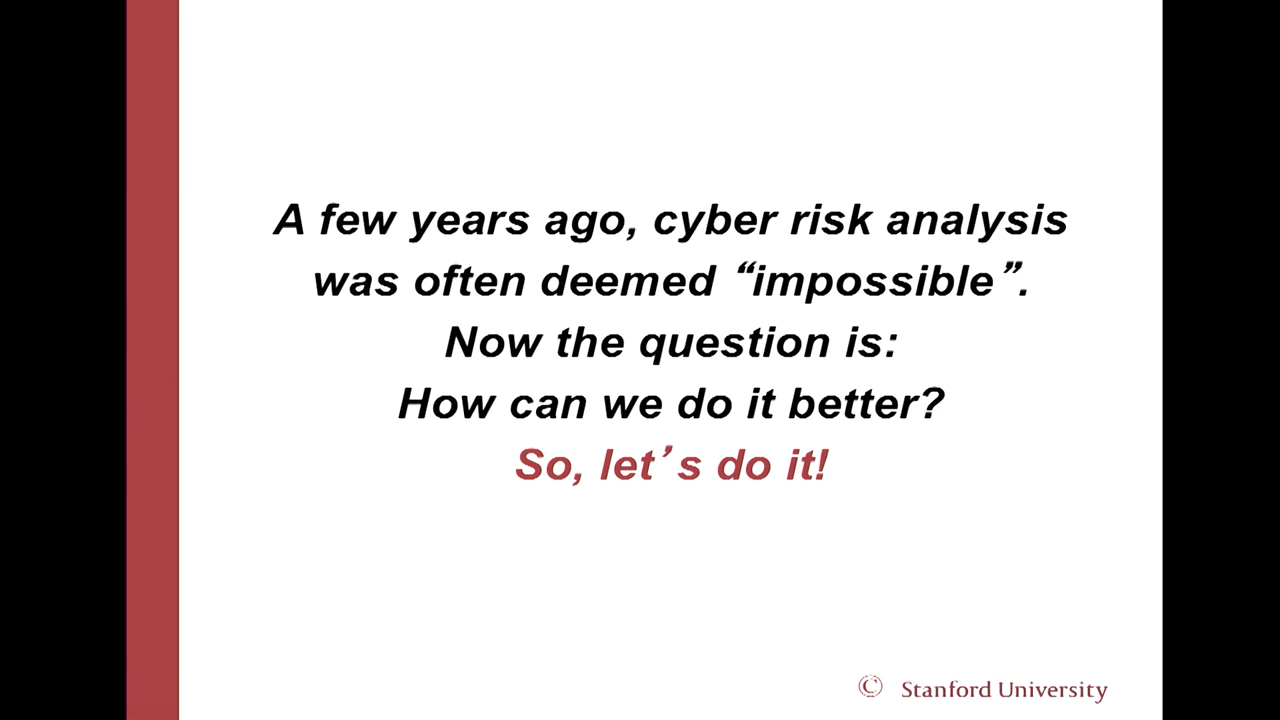 A few years ago, cyber risk analysis
was often deemed “impossible”.
Now the question is:
How can we do it better?
So, let’s do it!
© Stanford University